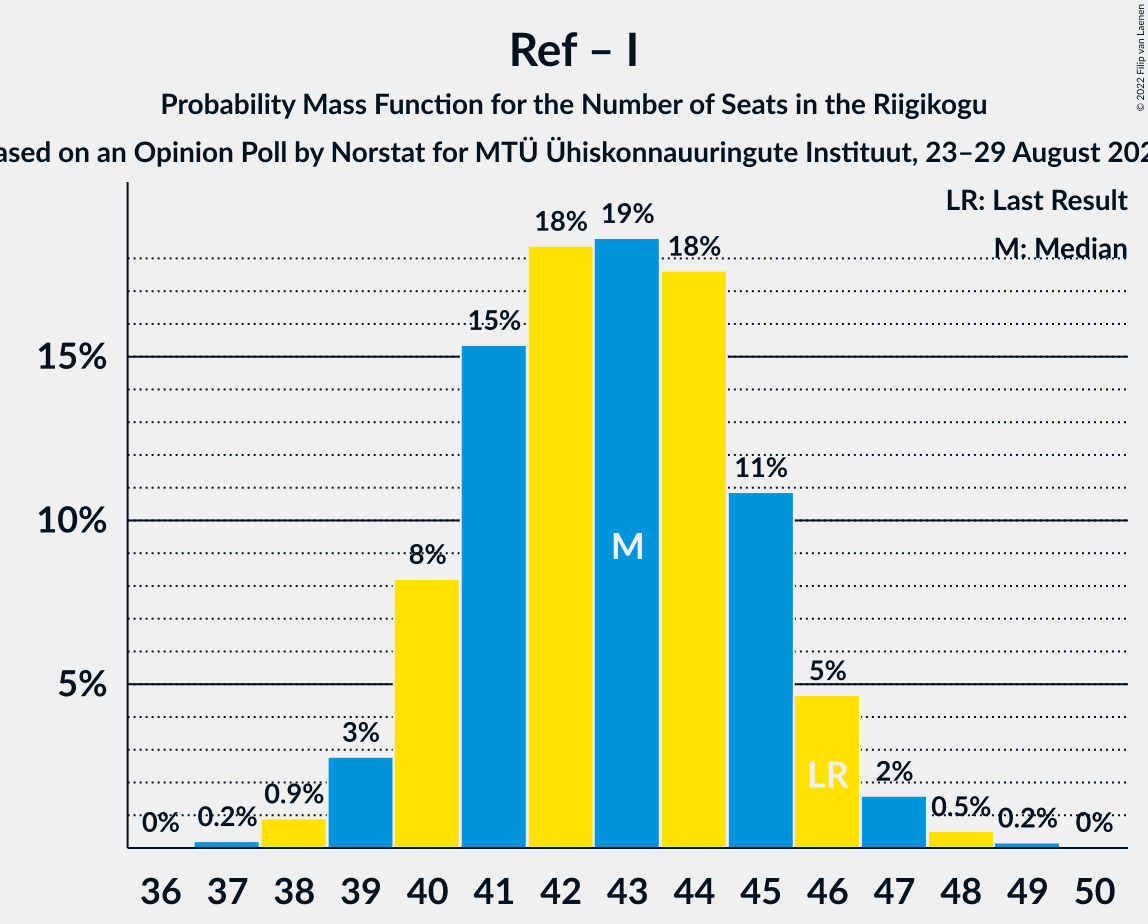 Ref – I
Probability Mass Function for the Number of Seats in the Riigikogu
on an Opinion Poll by Norstat for MTÜ Ühiskonnauuringute Instituut, 23–29 August
© 2022 Filip van Laenen
LR: Last Result
M: Median
19%
18%
18%
15%
15%
11%
10%
M
8%
5%
5%
3%
LR
2%
0.9%
0.5%
0%
0.2%
0.2%
0%
36 37 38 39 40 41 42 43 44 45 46 47 48 49 50